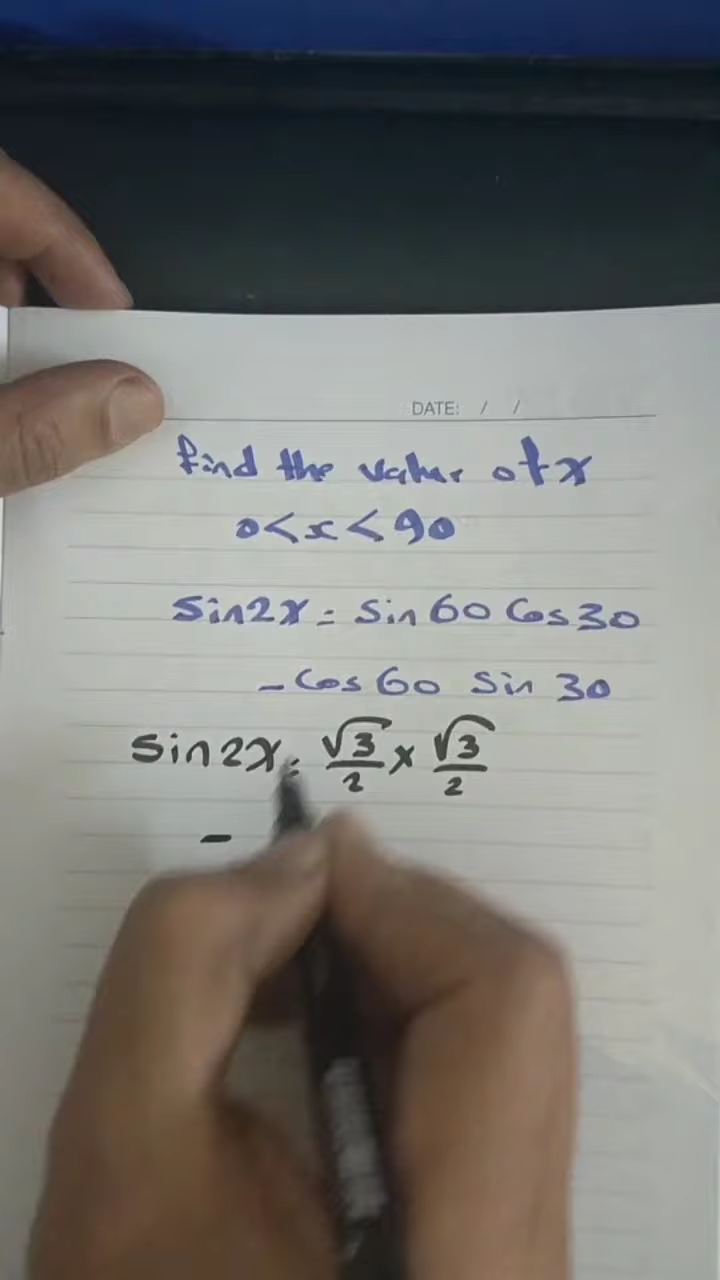 DATE: / /
find the value of x
0<x<90
sin2x = sin 60 cos 30
- cos 60 sin 30
sin2x = √3/2 × √3/2
-